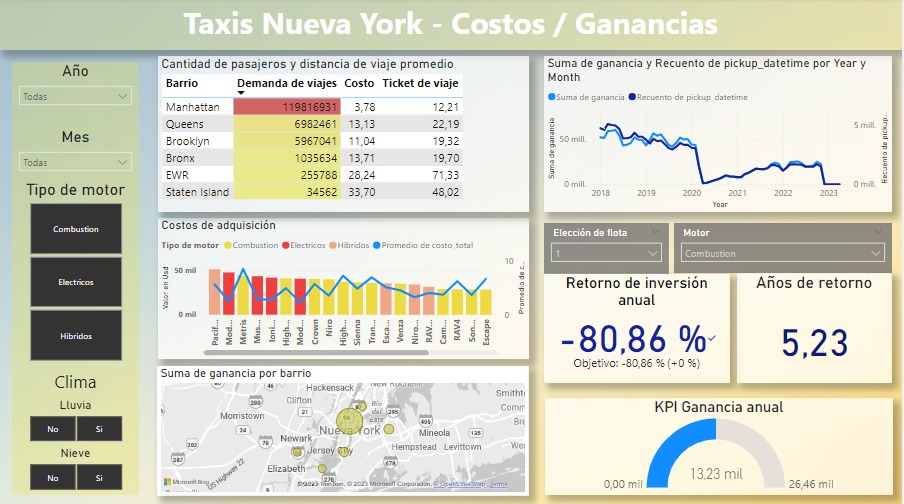 Taxis Nueva York - Costos / Ganancias
Año
Todas
Mes
Todas
Tipo de motor
Combustion
Electricos
Hibridos
Clima
Lluvia
No Si
Nieve
No Si
Cantidad de pasajeros y distancia de viaje promedio
Barrio Demanda de viajes Costo Ticket de viaje
Manhattan 119816931 3,78 12,21
Queens 6982461 13,13 22,19
Brooklyn 5967041 11,04 19,32
Bronx 1035634 13,71 19,70
EWR 255788 28,24 71,33
Staten Island 34562 33,70 48,02
Costos de adquisición
Tipo de motor Combustion Electricos Hibridos Promedio de costo_total
Valor en Usd
50 mil
0 mil
10
0
Promedio de c...
Pacif... Mod... Metris Mus... Ioni... High... Mod... Crown Niro High... Sienna Tran... Esca... Venza Niro... RAV... Cam... RAV4 Son... Escape
Suma de ganancia por barrio
Hackensack
New Rochelle
Clifton
Morristown
Río
del
Este
Smith
Nueva York
Newark
Mineola
Jersey City
Hempstead Levittown
Elizabeth
US Highway 22
Microsoft Bing
© 2023 TomTom, © 2023 Microsoft Corporation, © OpenStreetMap Terms
Suma de ganancia y Recuento de pickup_datetime por Year y
Month
Suma de ganancia Recuento de pickup_datetime
Suma de ganancia
50 mill.
0 mill.
5 mill.
0 mill.
Recuento de pickup...
2018 2019 2020 2021 2022 2023
Year
Elección de flota
1
Motor
Combustion
Retorno de inversión
anual
-80,86 %
Objetivo: -80,86 % (+0 %)
Años de retorno
5,23
KPI Ganancia anual
13,23 mil
0,00 mil
26,46 mil